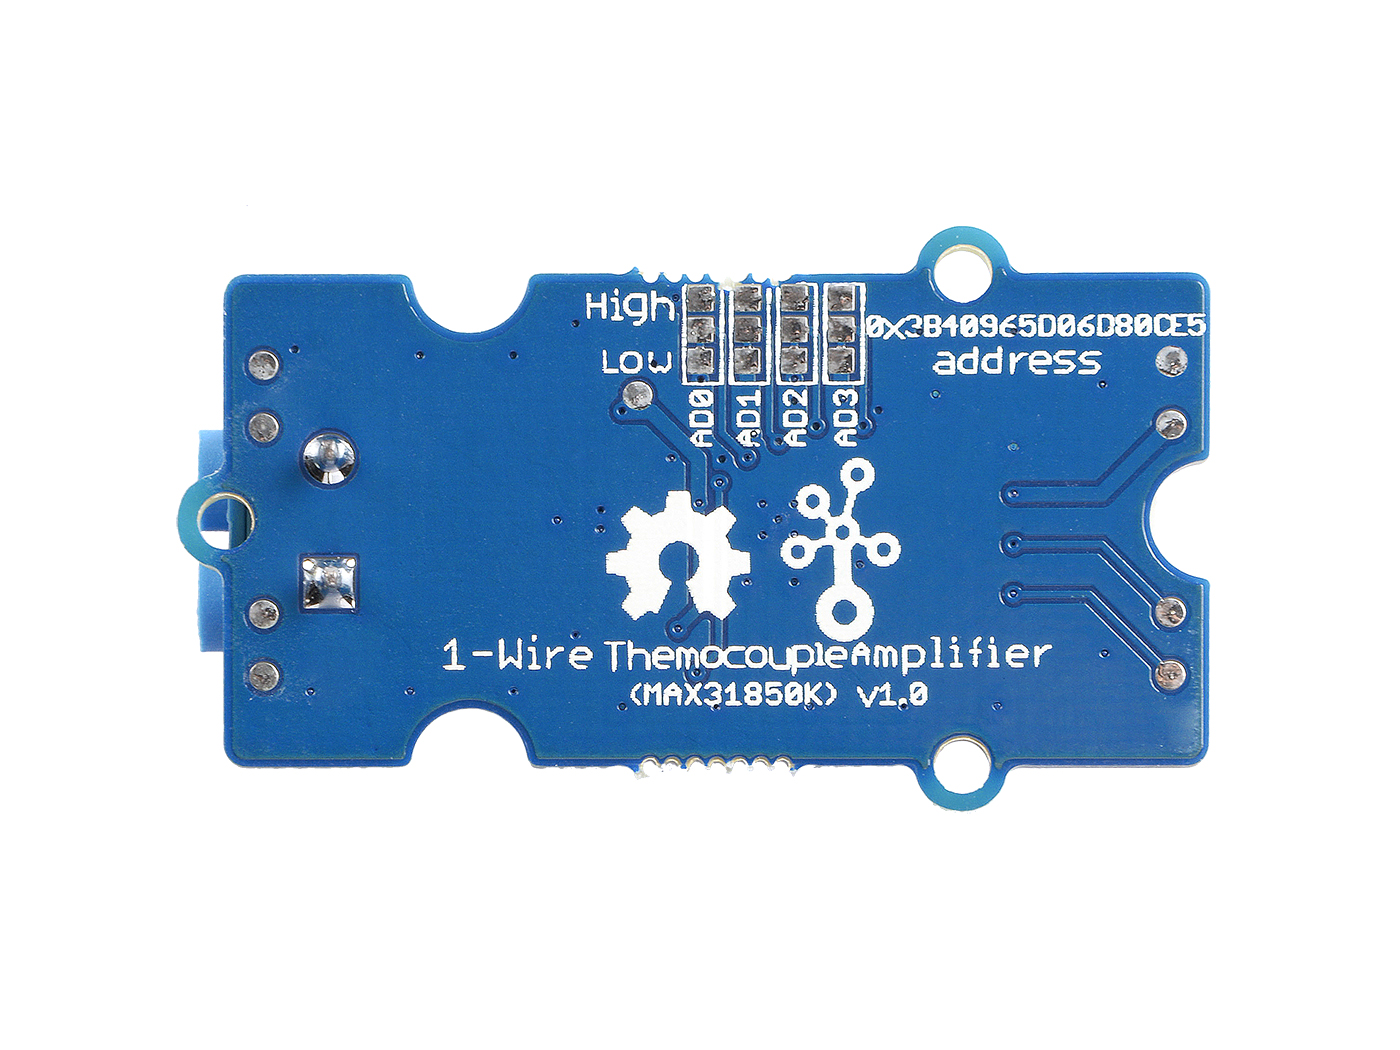 High
Low
AD0 AD1 AD2 AD3
0x3B40965D06D80CE5
address
1-Wire ThemocoupleAmplifier
(MAX31850K) v1.0